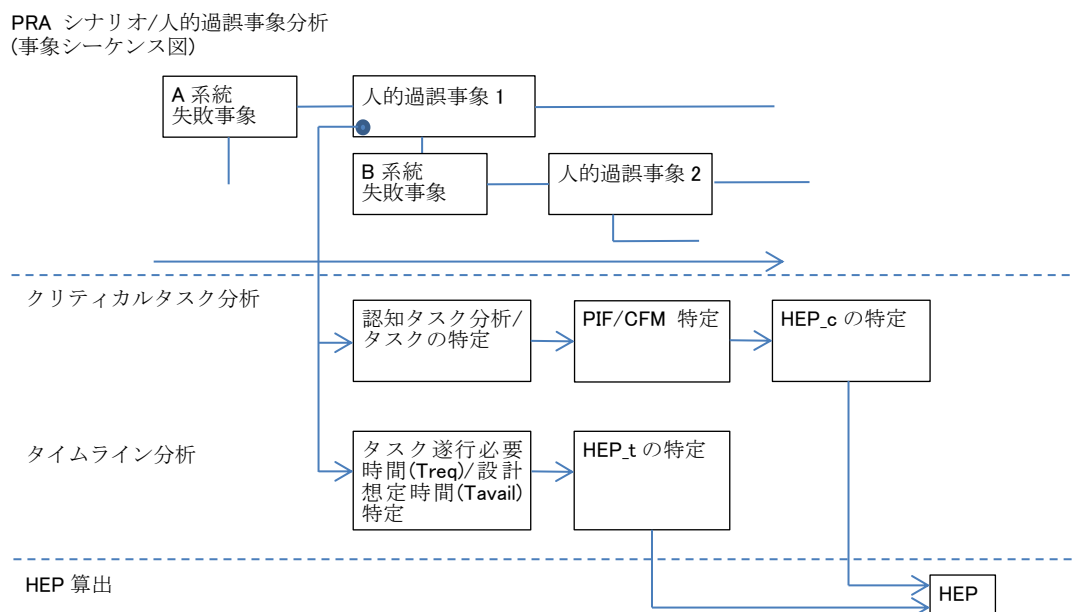 PRA シナリオ/人的過誤事象分析
(事象シーケンス図)
A 系統
失敗事象
人的過誤事象 1
B 系統
失敗事象
人的過誤事象 2
クリティカルタスク分析
認知タスク分析/
タスクの特定
PIF/CFM 特定
HEP_c の特定
タイムライン分析
タスク遂行必要
時間(Treq)/設計
想定時間(Tavail)
特定
HEP_t の特定
HEP 算出
HEP